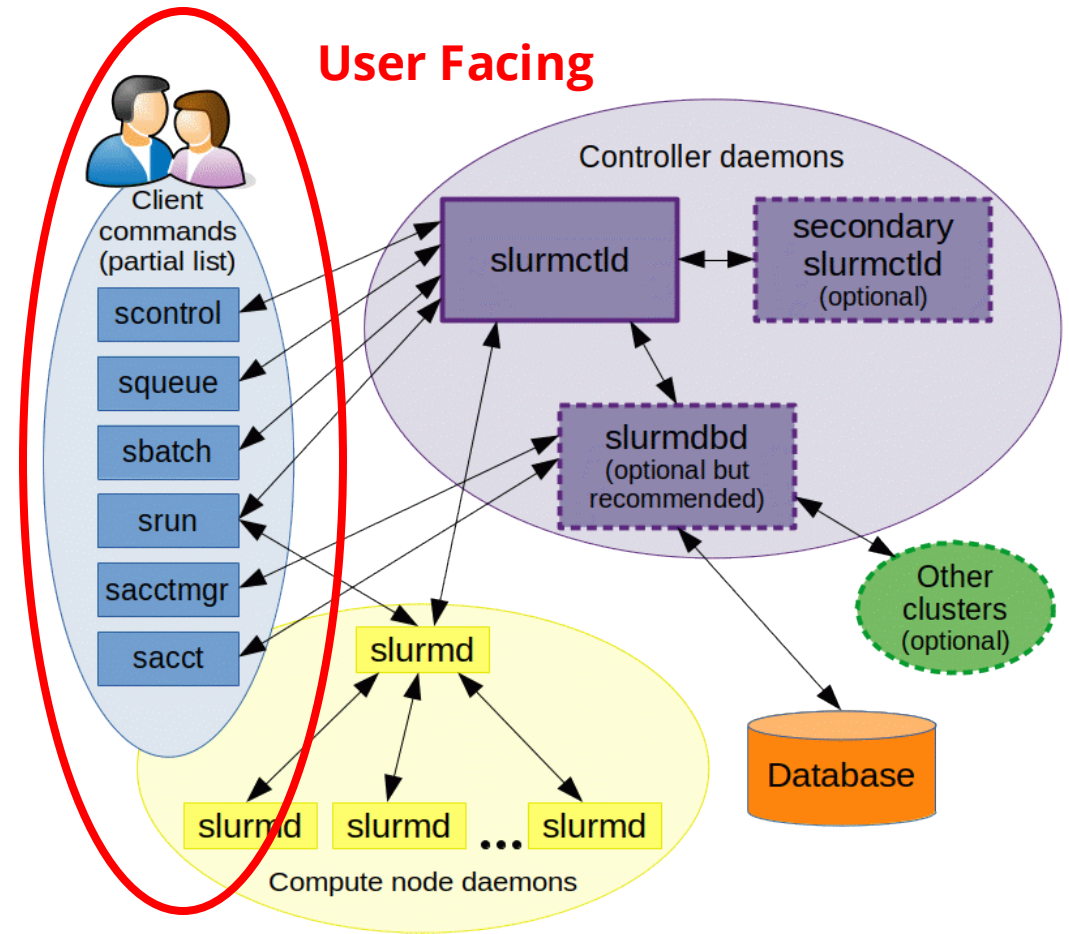 User Facing
Client
commands
(partial list)
scontrol
squeue
sbatch
srun
sacctmgr
sacct
Controller daemons
slurmctld
secondary
slurmctld
(optional)
slurmdbd
(optional but
recommended)
Other
clusters
(optional)
Database
slurmd
slurmd
slurmd
...
slurmd
Compute node daemons